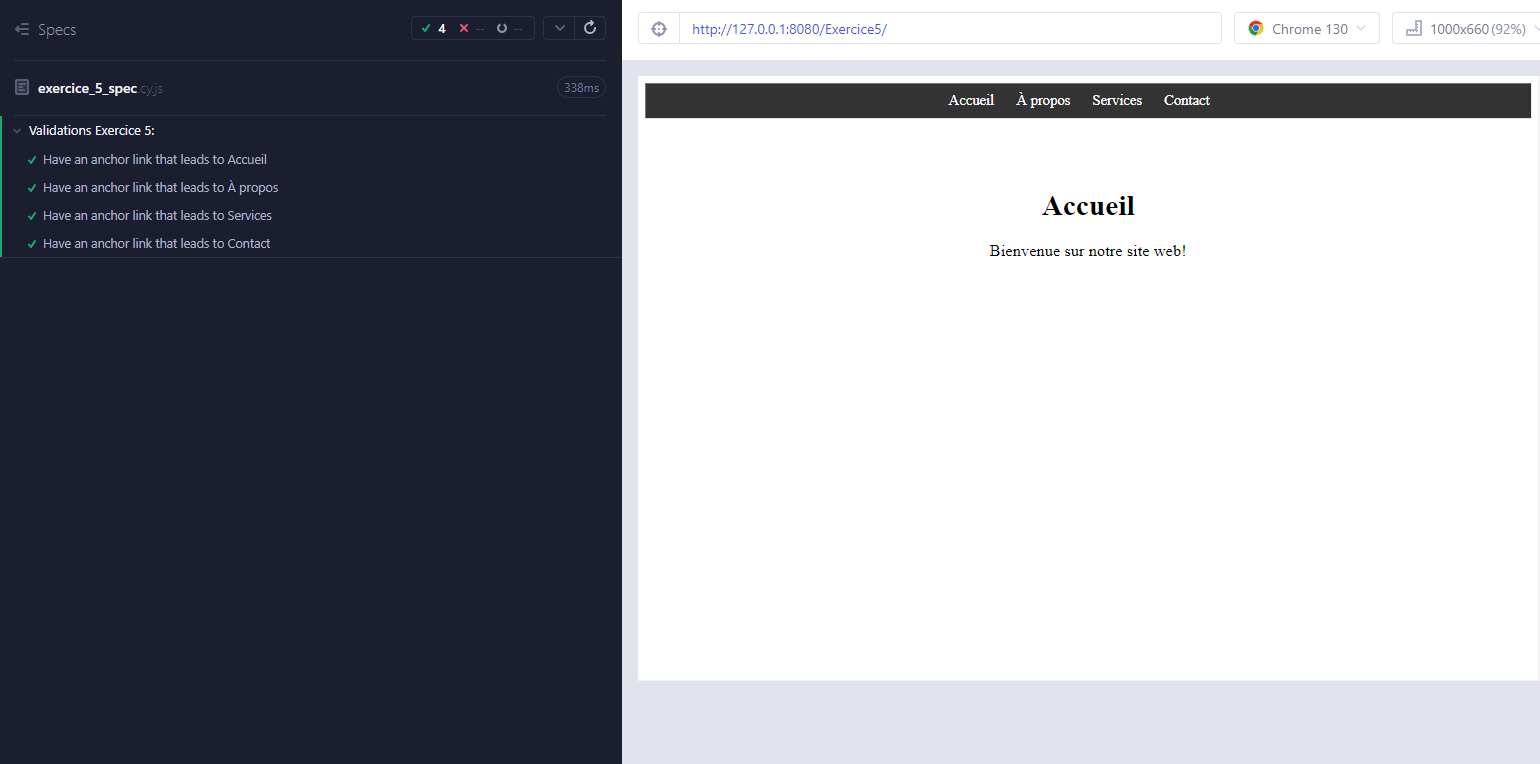 Specs
4 -- --
exercice_5_spec cy.js
338ms
Validations Exercice 5:
Have an anchor link that leads to Accueil
Have an anchor link that leads to À propos
Have an anchor link that leads to Services
Have an anchor link that leads to Contact
http://127.0.0.1:8080/Exercice5/
Chrome 130
1000x660 (92%)
Accueil À propos Services Contact
Accueil
Bienvenue sur notre site web!